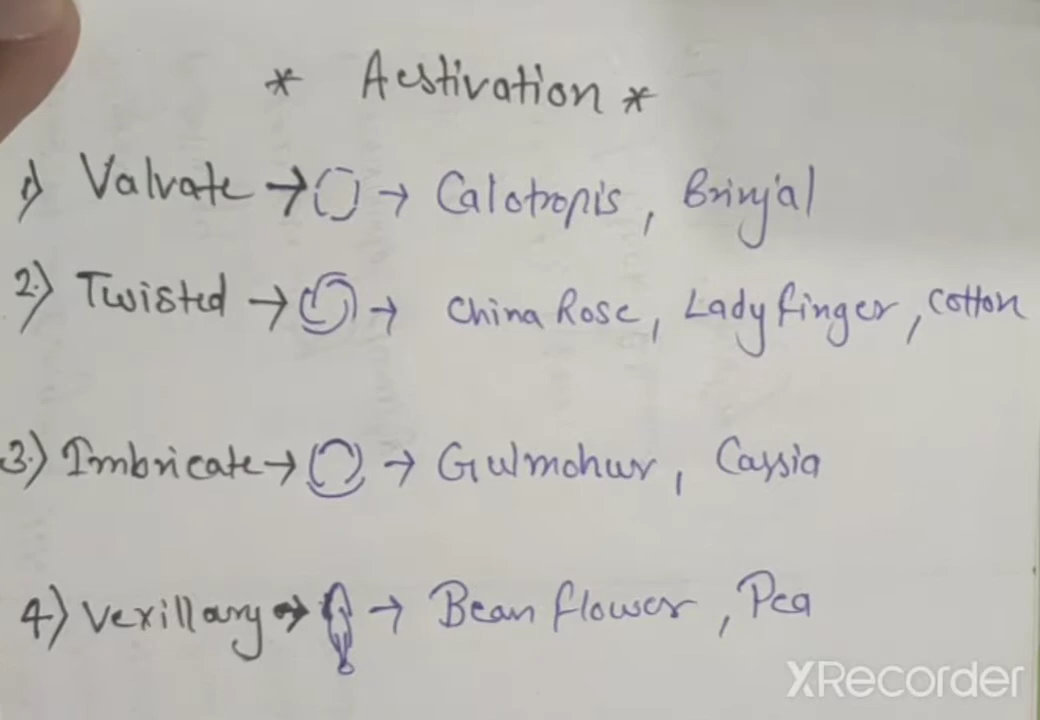 * Aestivation *
1) Valvate → → Calotropis, Brinjal
2.) Twisted → → China Rose, Lady finger, cotton
3.) Imbricate → → Gulmohur, Cassia
4) Vexillary → → Bean flower, Pea
XRecorder